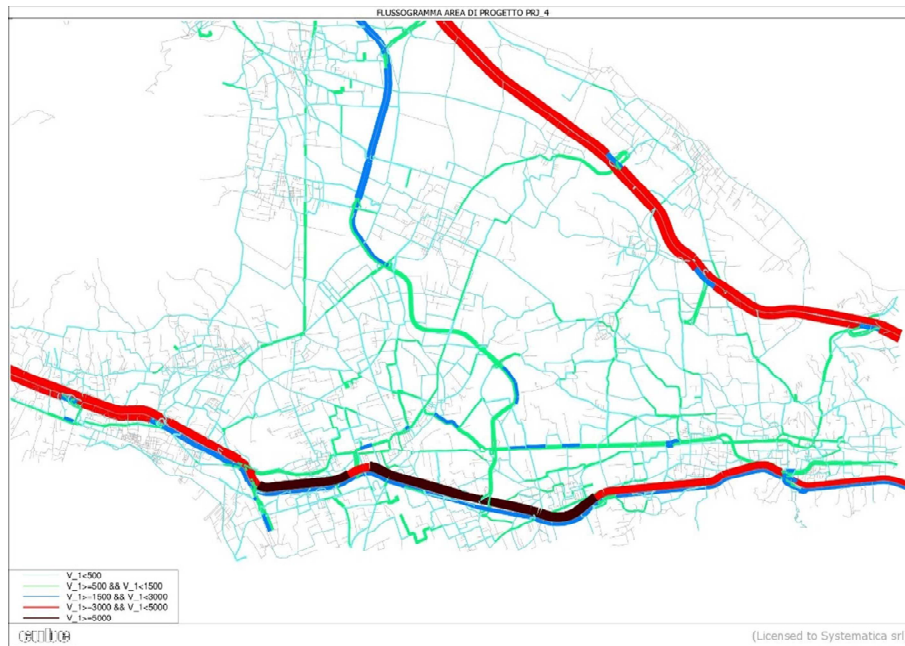 FLUSSOGRAMMA AREA DI PROGETTO PRJ_4
V_1<500
V_1>=500 && V_1<1500
V_1>=1500 && V_1<3000
V_1>=3000 && V_1<5000
V_1>=5000
cube
(Licensed to Systematica srl)